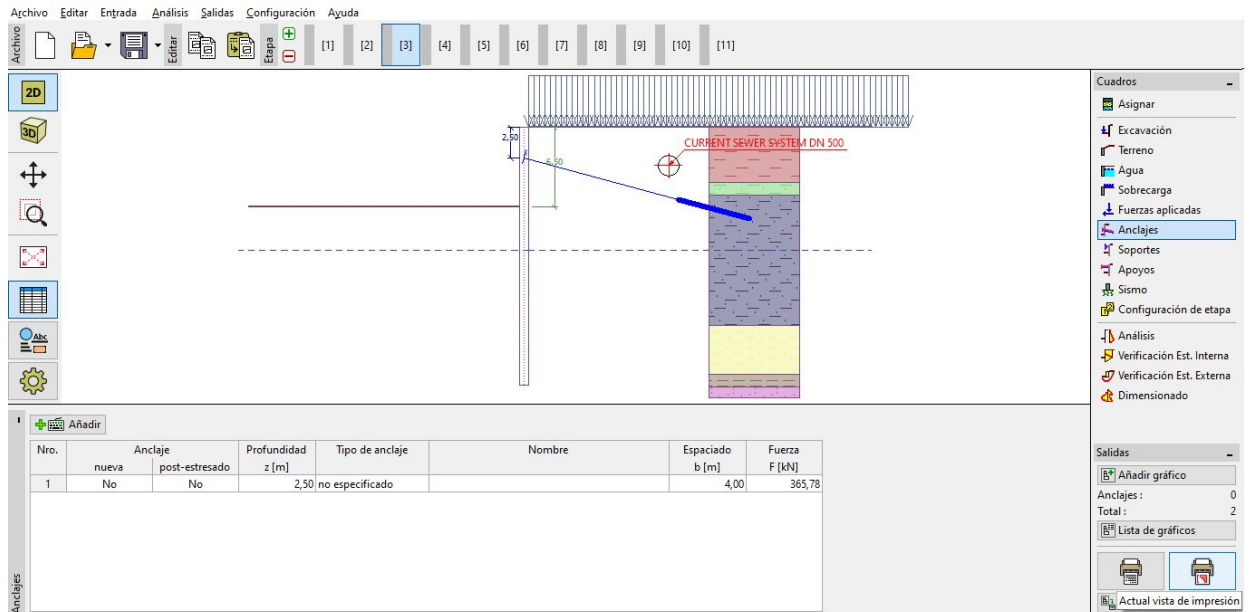 Archivo Editar Entrada Análisis Salidas Configuración Ayuda
Archivo
Editar
Etapa
[1] [2] [3] [4] [5] [6] [7] [8] [9] [10] [11]
2D
3D
Abc
2,50
6,50
CURRENT SEWER SYSTEM DN 500
Cuadros
Asignar
Excavación
Terreno
Agua
Sobrecarga
Fuerzas aplicadas
Anclajes
Soportes
Apoyos
Sismo
Configuración de etapa
Análisis
Verificación Est. Interna
Verificación Est. Externa
Dimensionado
Anclajes
Añadir
Nro. Anclaje Profundidad Tipo de anclaje Nombre Espaciado Fuerza
nueva post-estresado z [m] b [m] F [kN]
1 No No 2,50 no especificado 4,00 365,78
Salidas
Añadir gráfico
Anclajes : 0
Total : 2
Lista de gráficos
Actual vista de impresión